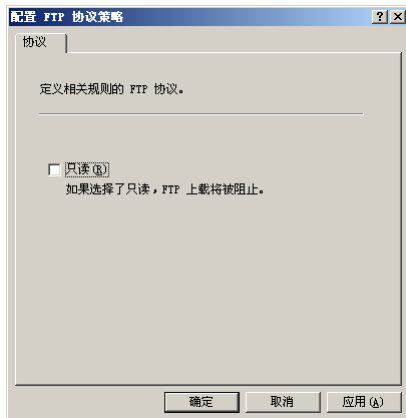 配置 FTP 协议策略
协议
定义相关规则的 FTP 协议。
只读(R)
如果选择了只读，FTP 上载将被阻止。
确定 取消 应用(A)